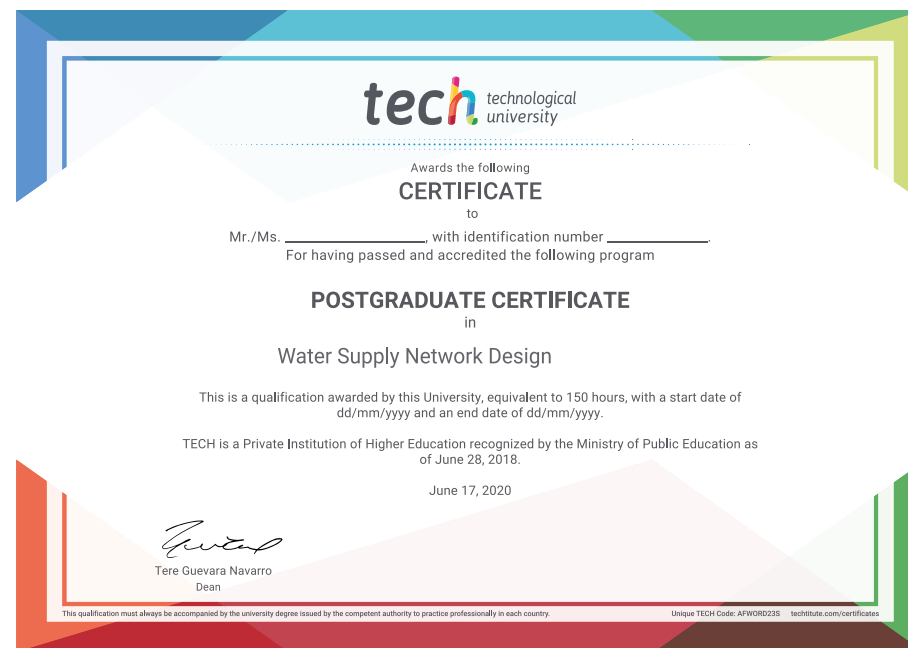 tech technological
university
Awards the following
CERTIFICATE
to
Mr./Ms. ____________________, with identification number ______________.
For having passed and accredited the following program
POSTGRADUATE CERTIFICATE
in
Water Supply Network Design
This is a qualification awarded by this University, equivalent to 150 hours, with a start date of
dd/mm/yyyy and an end date of dd/mm/yyyy.
TECH is a Private Institution of Higher Education recognized by the Ministry of Public Education as
of June 28, 2018.
June 17, 2020
Tere Guevara Navarro
Dean
This qualification must always be accompanied by the university degree issued by the competent authority to practice professionally in each country. Unique TECH Code: AFWORD23S techtitute.com/certificates